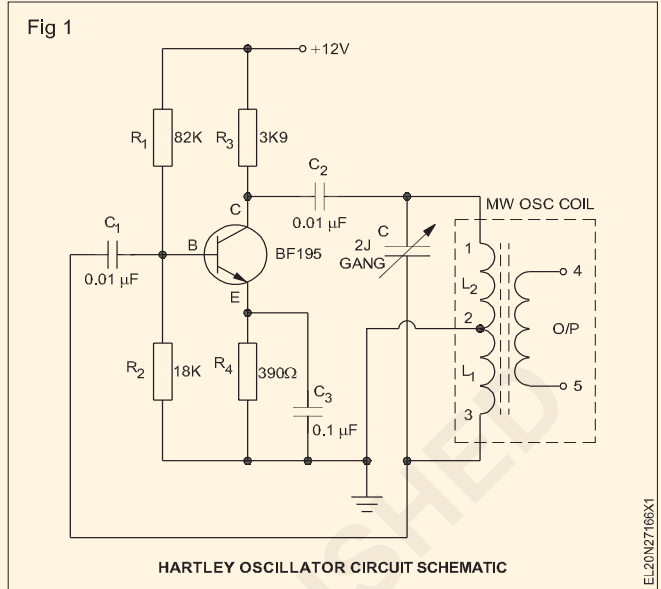 Fig 1
+12V
R1 82K
R3 3K9
C2
0.01 µF
MW OSC COIL
C1
0.01 µF
B
C
E
BF195
C
2J
GANG
1
L2
2
L1
3
4
O/P
5
R2 18K
R4 390Ω
C3
0.1 µF
HARTLEY OSCILLATOR CIRCUIT SCHEMATIC
EL20N27166X1
ISHED